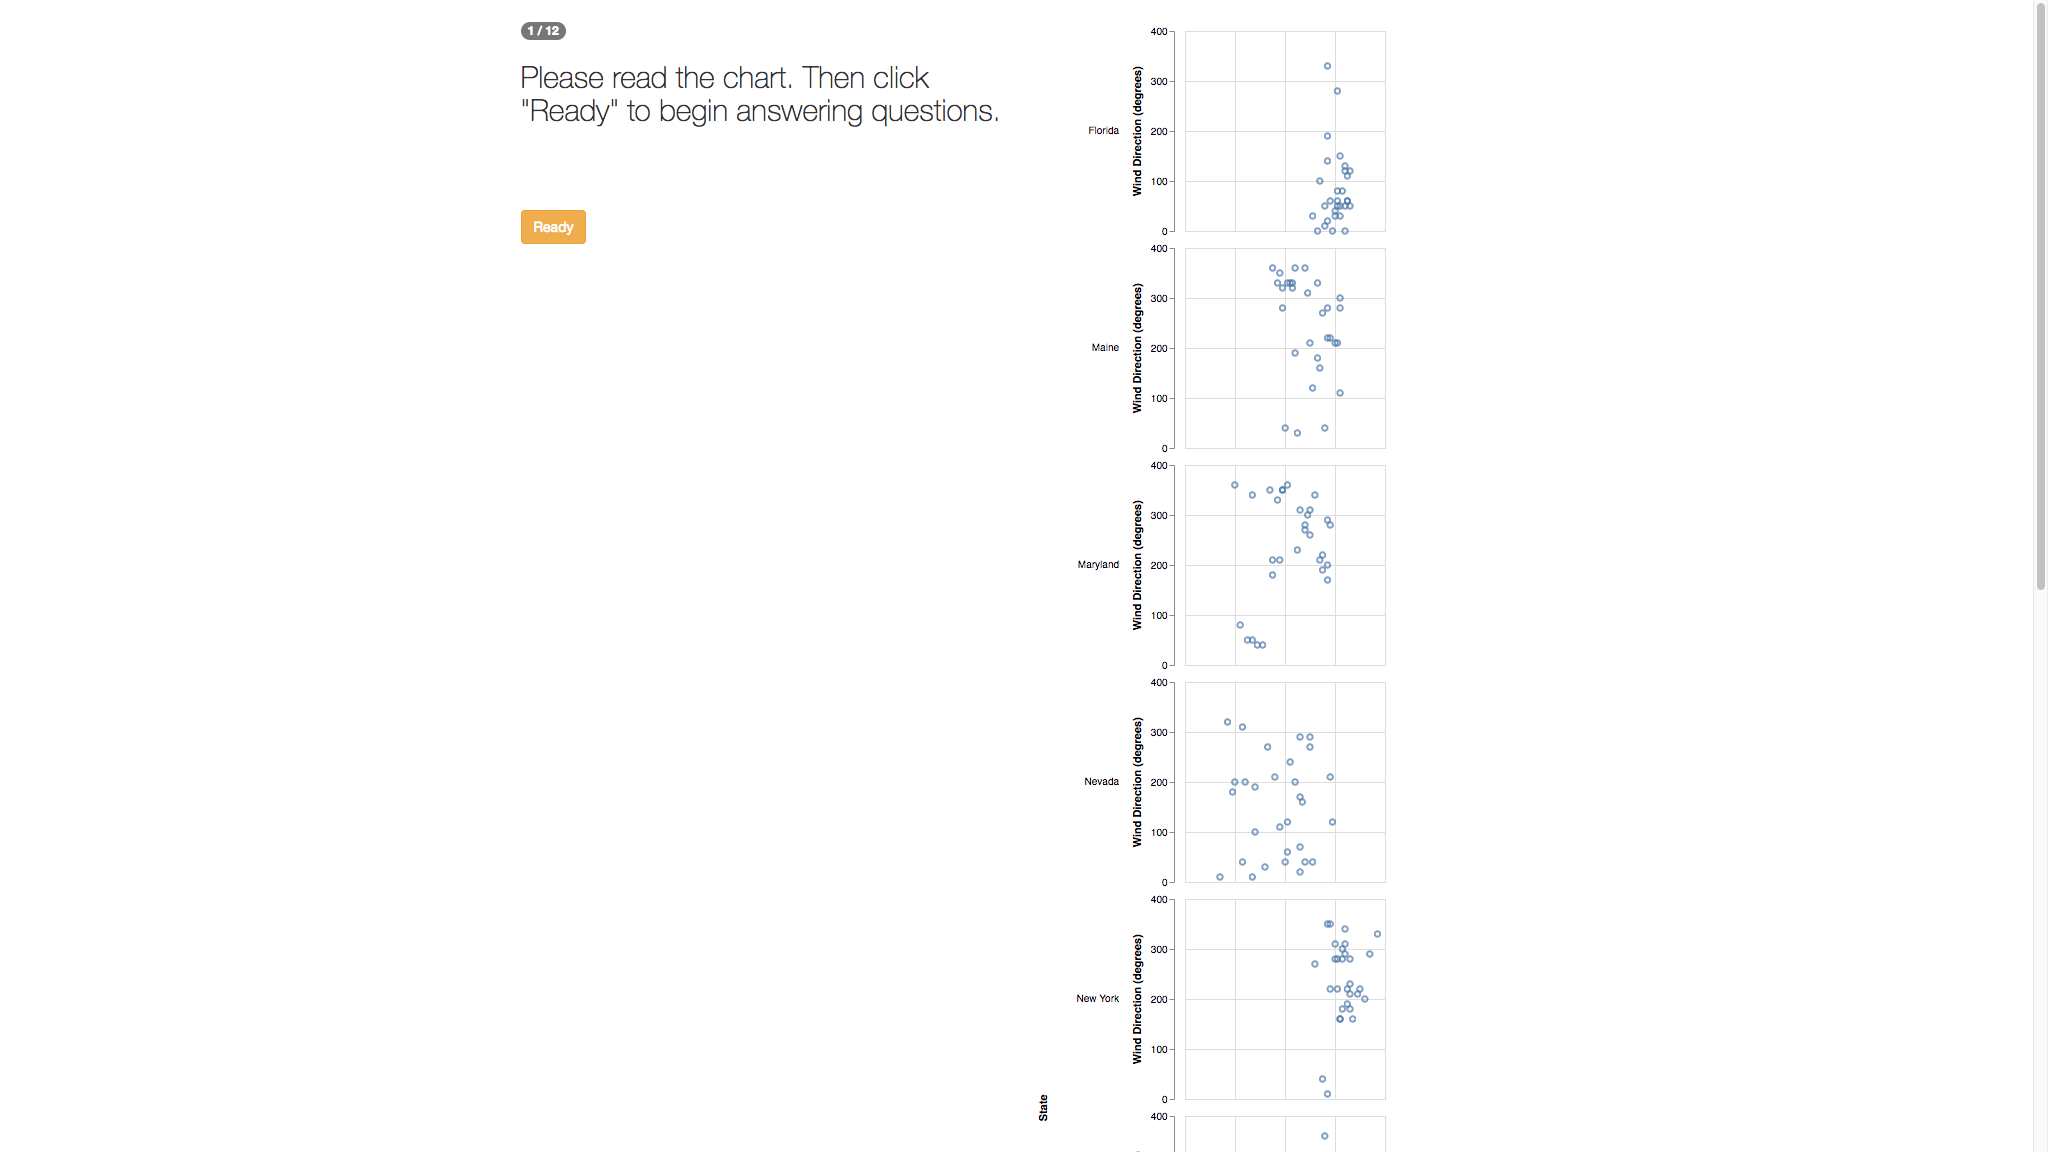 1 / 12
Please read the chart. Then click
"Ready" to begin answering questions.
Ready
State
Florida
Wind Direction (degrees)
400
300
200
100
0
Maine
Wind Direction (degrees)
400
300
200
100
0
Maryland
Wind Direction (degrees)
400
300
200
100
0
Nevada
Wind Direction (degrees)
400
300
200
100
0
New York
Wind Direction (degrees)
400
300
200
100
0
400